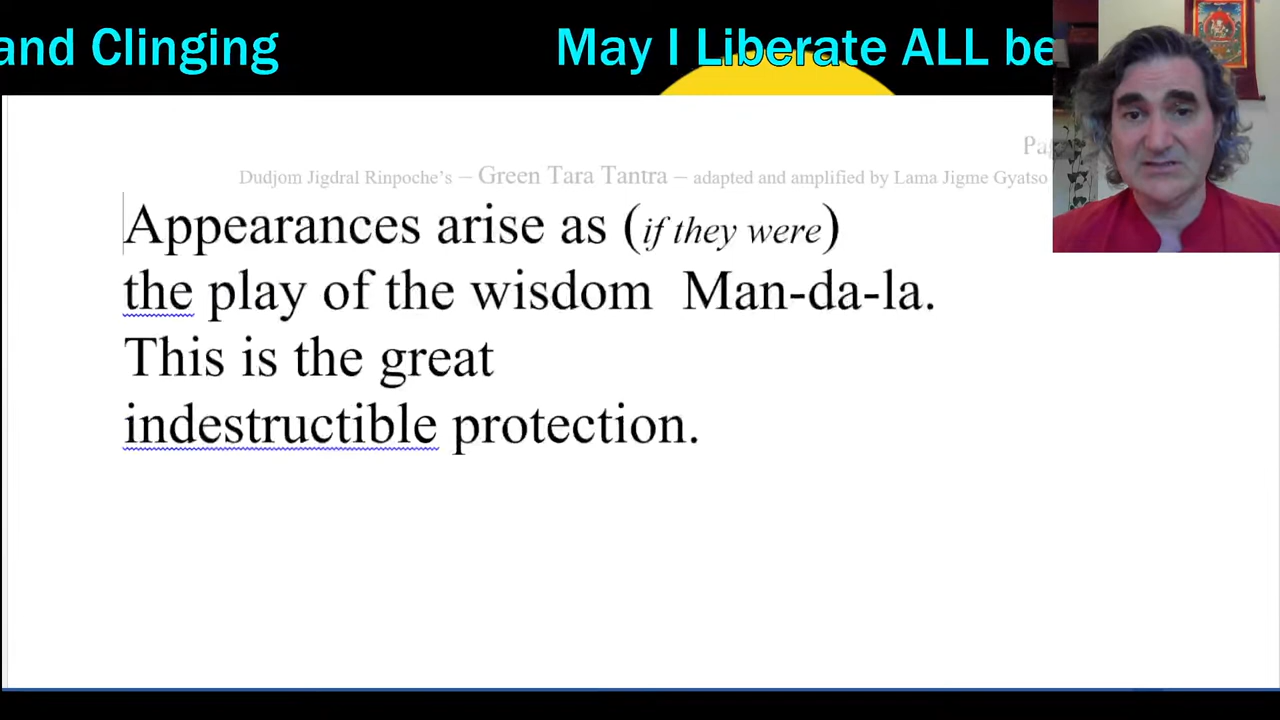 and Clinging May I Liberate ALL be
Dudjom Jigdral Rinpoche's – Green Tara Tantra – adapted and amplified by Lama Jigme Gyatso
Appearances arise as (if they were)
the play of the wisdom Man-da-la.
This is the great
indestructible protection.